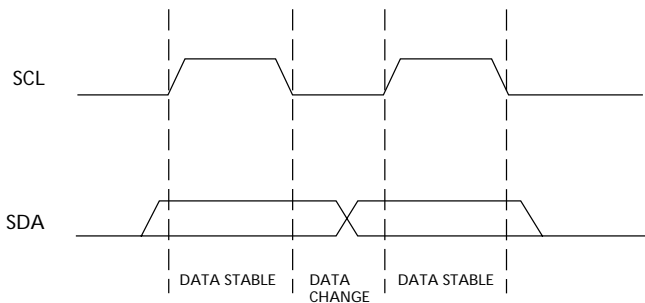 SCL
SDA
DATA STABLE
DATA
CHANGE
DATA STABLE